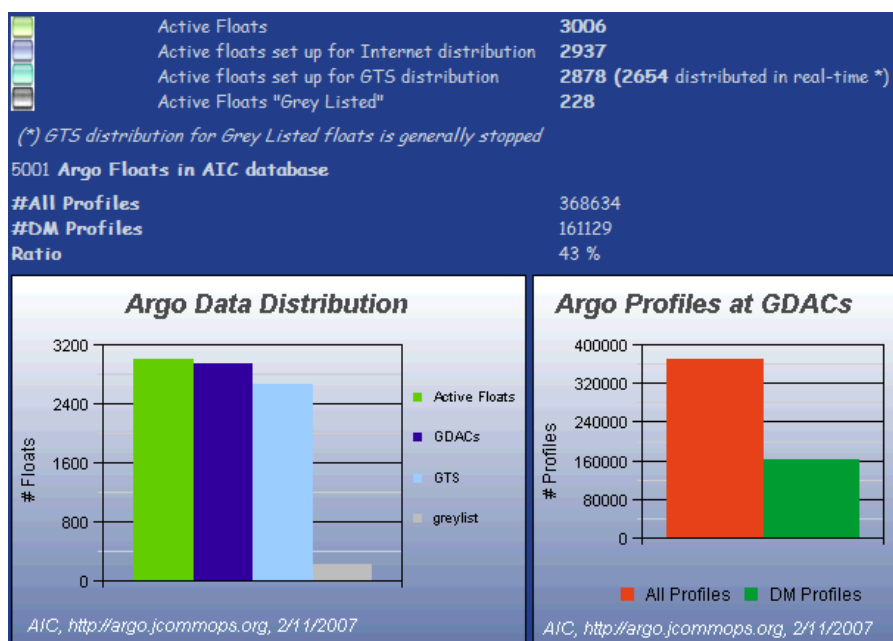 Active Floats 3006
Active floats set up for Internet distribution 2937
Active floats set up for GTS distribution 2878 (2654 distributed in real-time *)
Active Floats "Grey Listed" 228
(*) GTS distribution for Grey Listed floats is generally stopped
5001 Argo Floats in AIC database
#All Profiles 368634
#DM Profiles 161129
Ratio 43 %
Argo Data Distribution
# Floats
3200
2400
1600
800
0
Active Floats
GDACs
GTS
greylist
AIC, http://argo.jcommops.org, 2/11/2007
Argo Profiles at GDACs
# Profiles
400000
320000
240000
160000
80000
0
All Profiles
DM Profiles
AIC, http://argo.jcommops.org, 2/11/2007